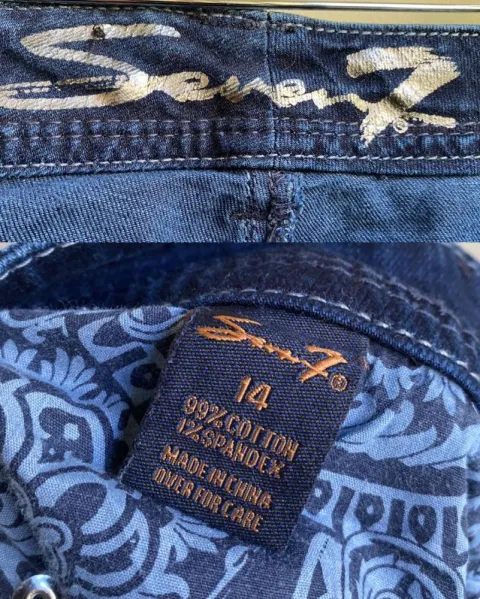 Seven7
Seven7®
14
99% COTTON
1% SPANDEX
MADE IN CHINA
OVER FOR CARE